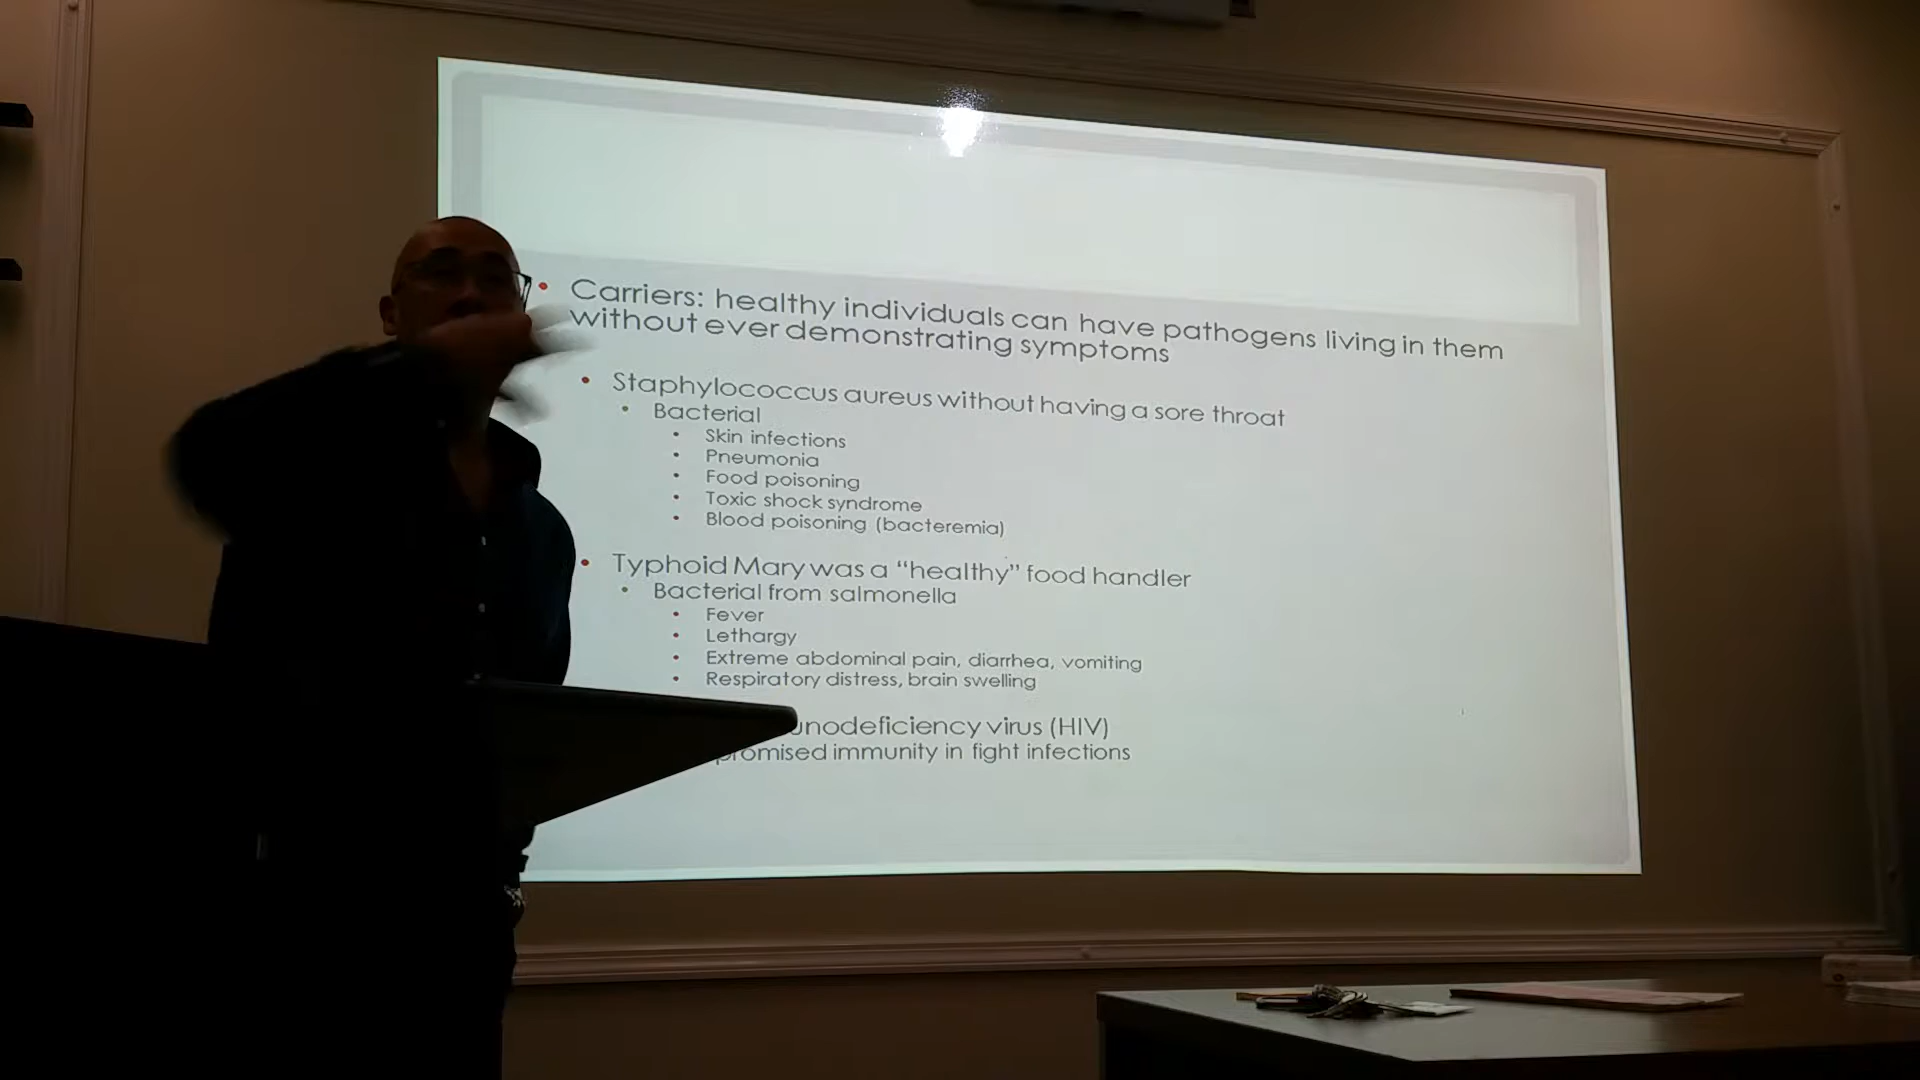 Carriers: healthy individuals can have pathogens living in them
without ever demonstrating symptoms
Staphylococcus aureus without having a sore throat
Bacterial
Skin infections
Pneumonia
Food poisoning
Toxic shock syndrome
Blood poisoning (bacteremia)
Typhoid Mary was a “healthy” food handler
Bacterial from salmonella
Fever
Lethargy
Extreme abdominal pain, diarrhea, vomiting
Respiratory distress, brain swelling
virus (HIV)
immunity in fight infections